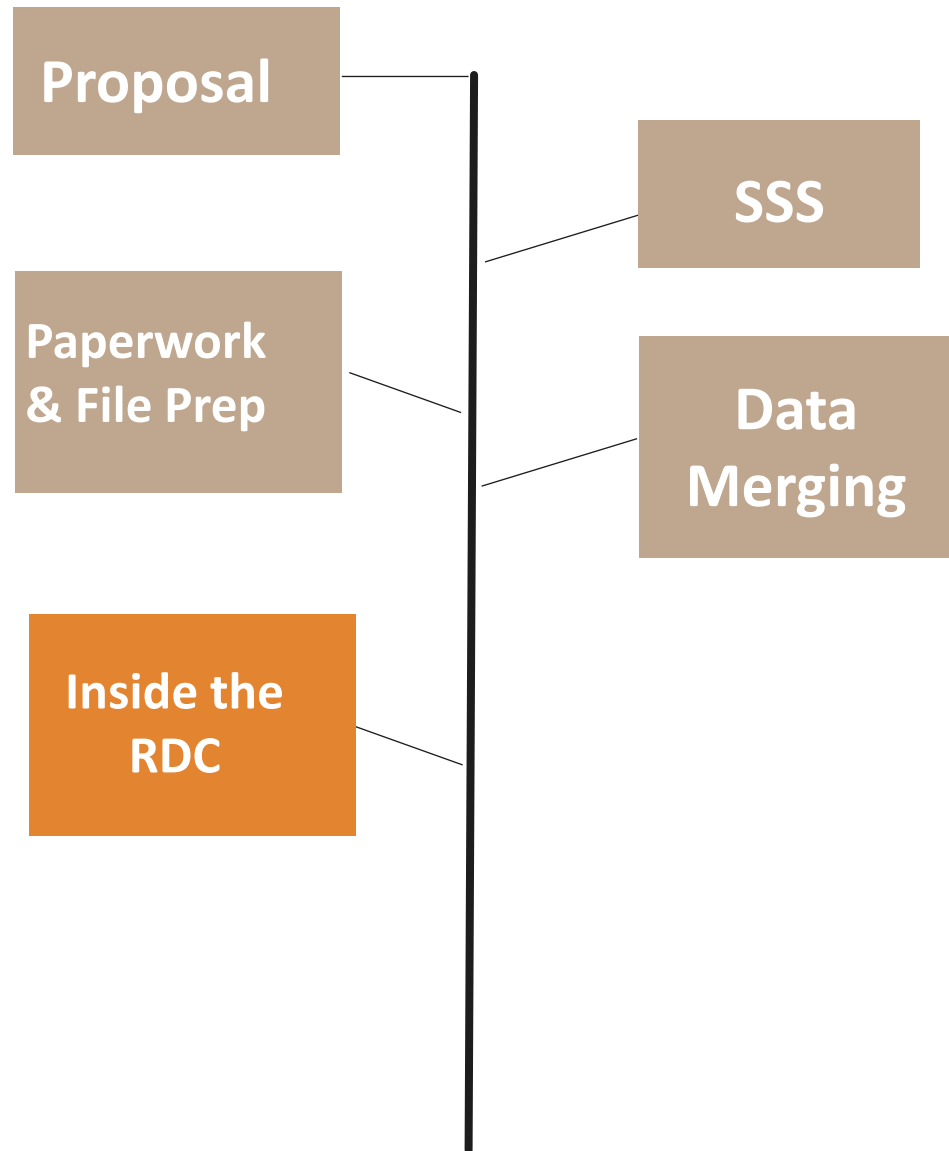 Proposal
SSS
Paperwork
& File Prep
Data
Merging
Inside the
RDC